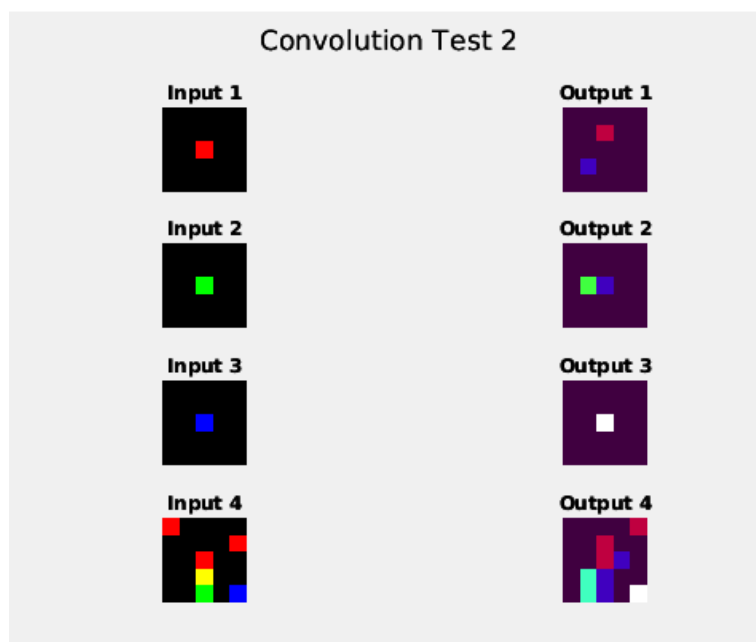 Convolution Test 2
Input 1
Output 1
Input 2
Output 2
Input 3
Output 3
Input 4
Output 4